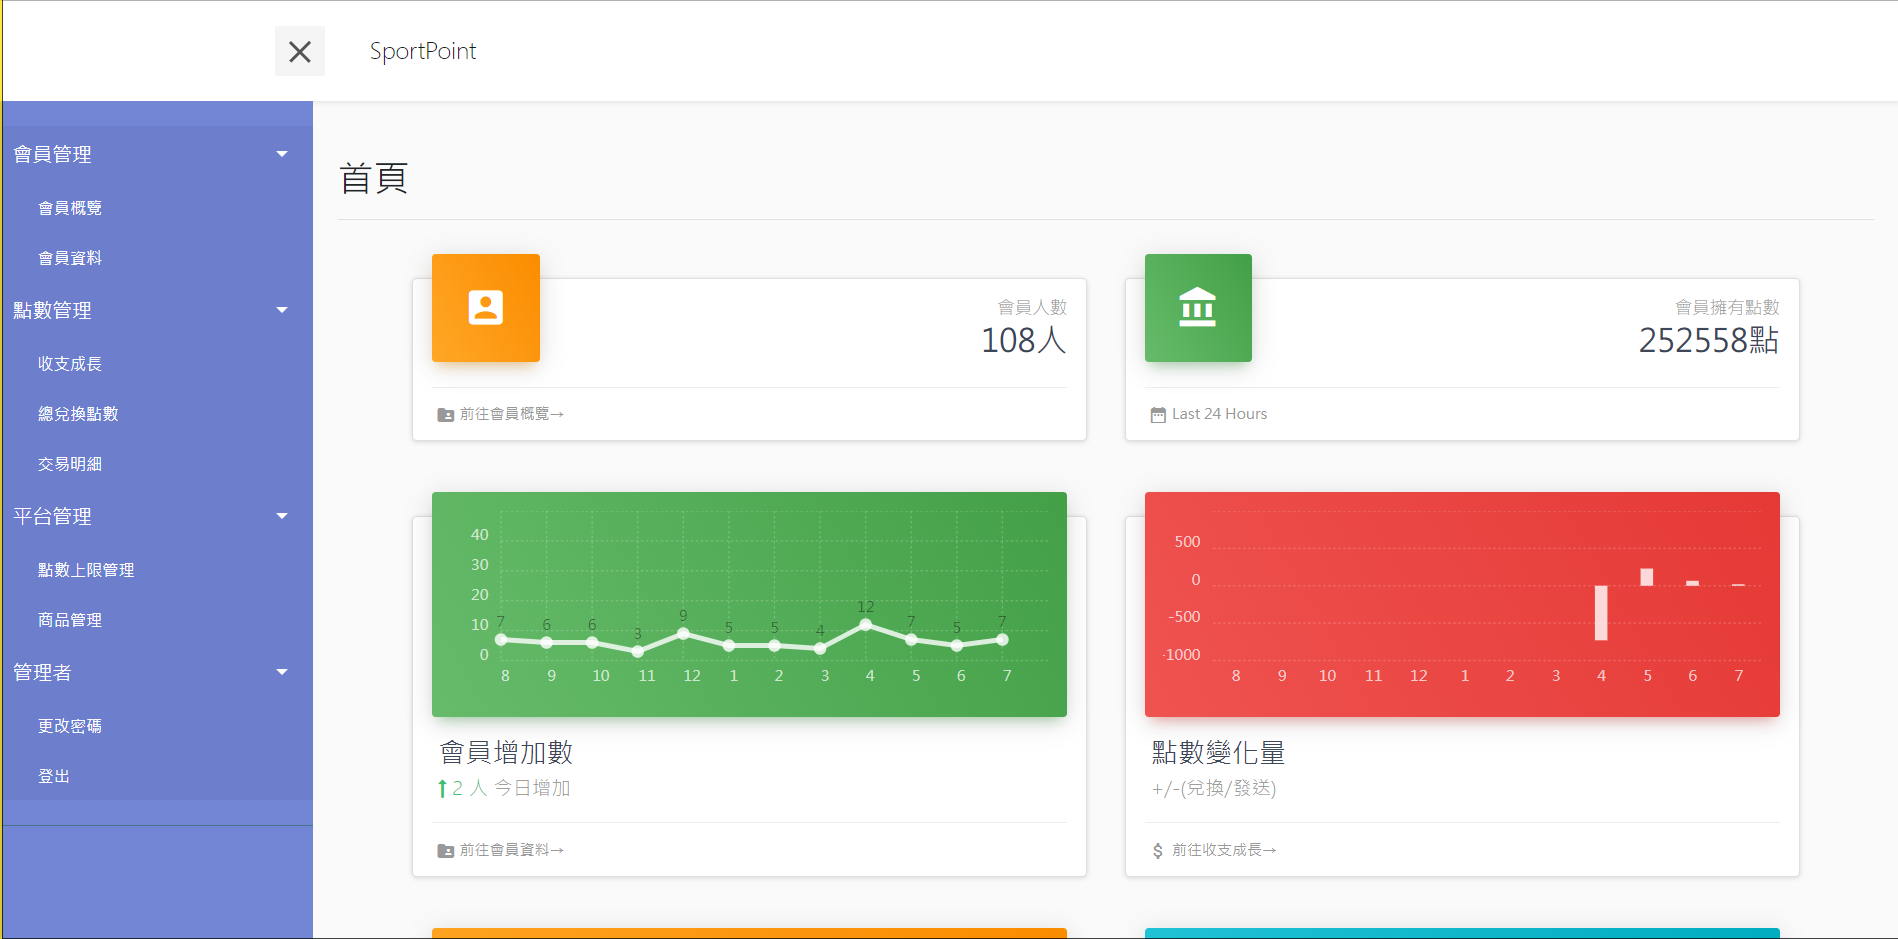 SportPoint
會員管理
會員概覽
會員資料
點數管理
收支成長
總兌換點數
交易明細
平台管理
點數上限管理
商品管理
管理者
更改密碼
登出
首頁
會員人數
108人
前往會員概覽→
會員擁有點數
252558點
Last 24 Hours
40
30
20
10
0
7 6 6 3 9 5 5 4 12 7 5 7
8 9 10 11 12 1 2 3 4 5 6 7
會員增加數
2 人 今日增加
前往會員資料→
500
0
-500
-1000
8 9 10 11 12 1 2 3 4 5 6 7
點數變化量
+/-(兌換/發送)
前往收支成長→